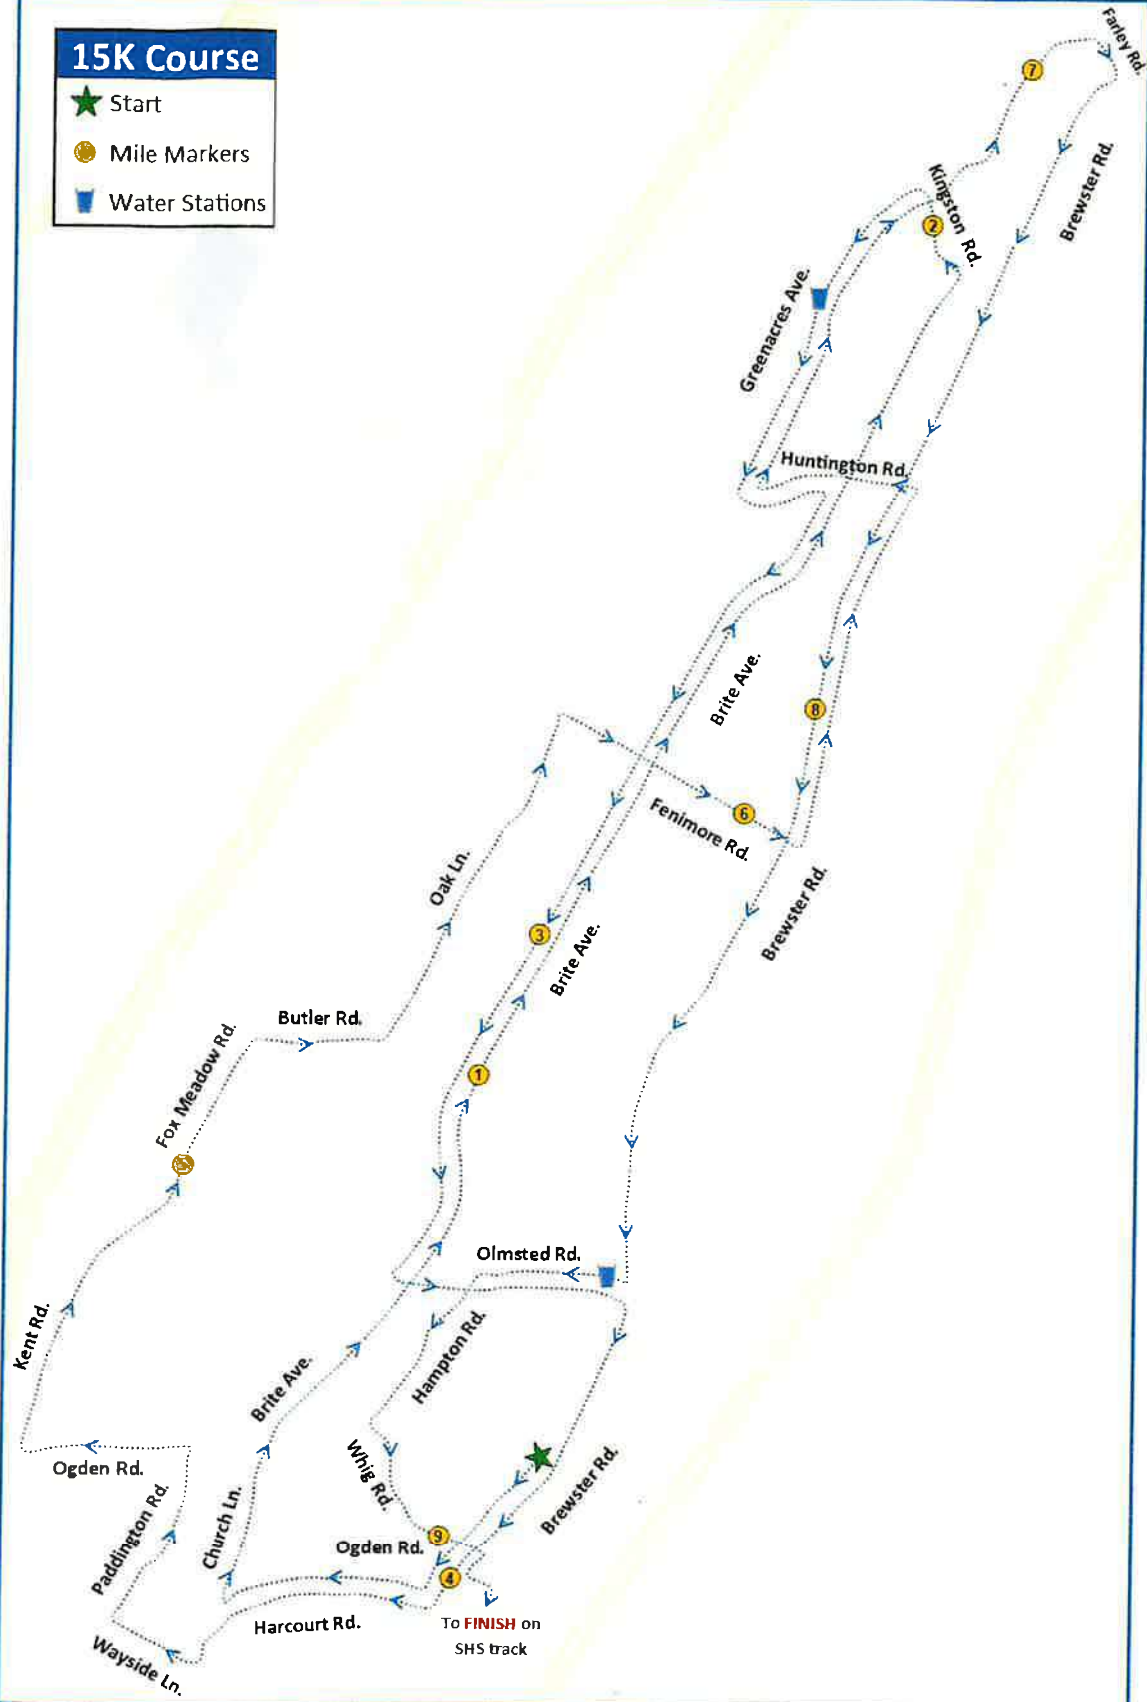 15K Course
Start
Mile Markers
Water Stations
Farley Rd.
7
Brewster Rd.
Kingston Rd.
2
Greenacres Ave.
Huntington Rd.
Brite Ave.
8
6
Fenimore Rd.
Oak Ln.
Brewster Rd.
3
Brite Ave.
Butler Rd.
Fox Meadow Rd.
1
5
Olmsted Rd.
Kent Rd.
Hampton Rd.
Brite Ave.
Ogden Rd.
Whig Rd.
Brewster Rd.
Paddington Rd.
Church Ln.
9
Ogden Rd.
4
Harcourt Rd.
To FINISH on
SHS track
Wayside Ln.